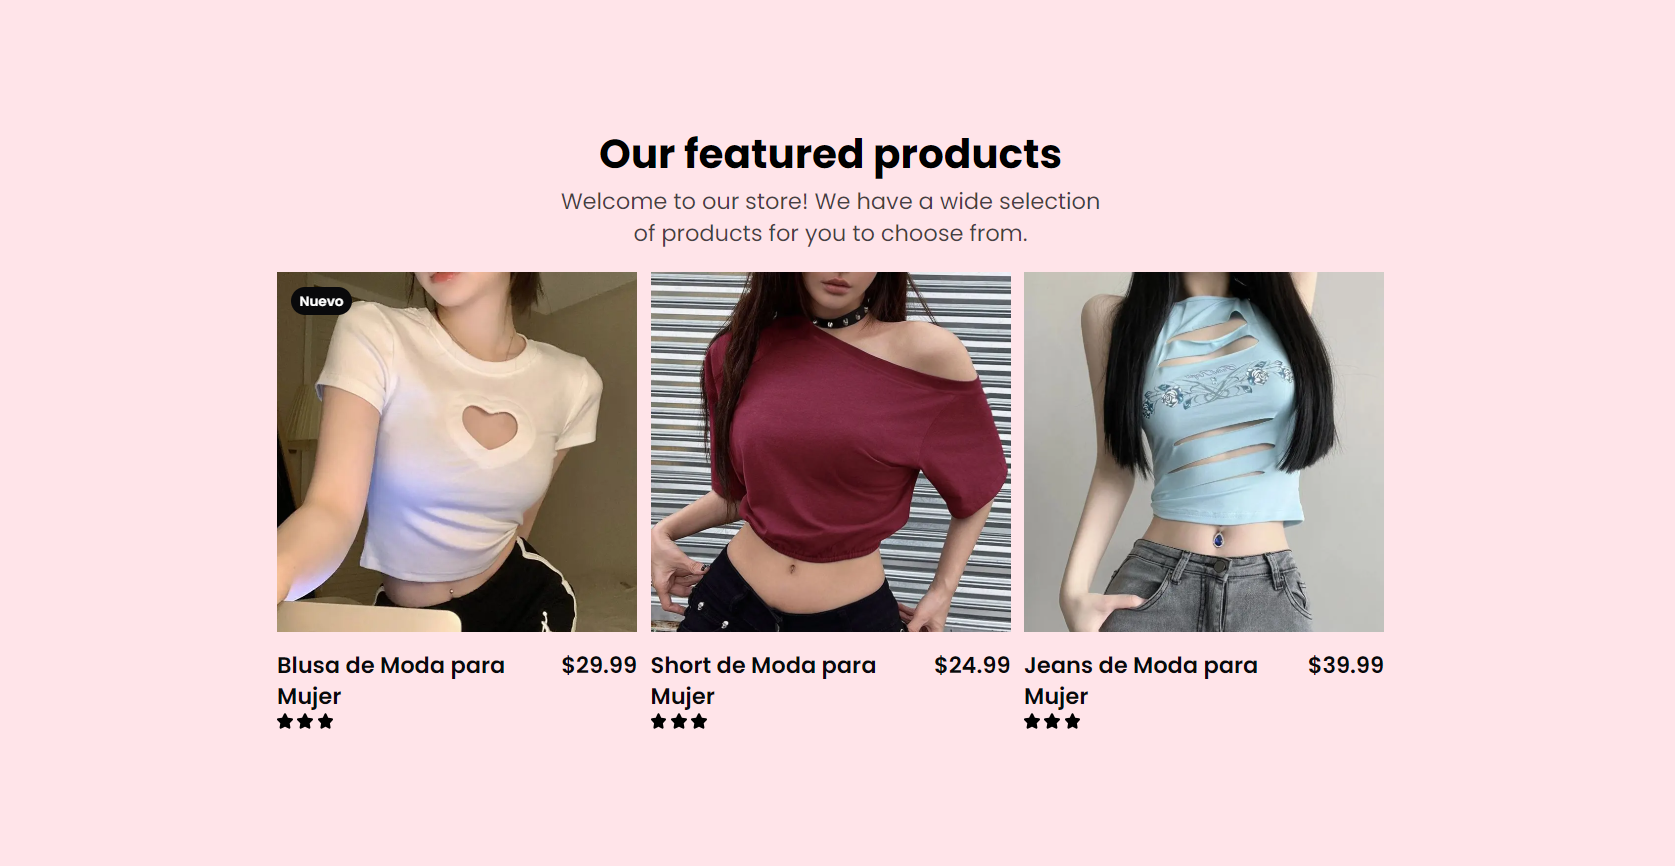 Our featured products
Welcome to our store! We have a wide selection
of products for you to choose from.
Nuevo
Blusa de Moda para
Mujer
$29.99
Short de Moda para
Mujer
$24.99
Jeans de Moda para
Mujer
$39.99